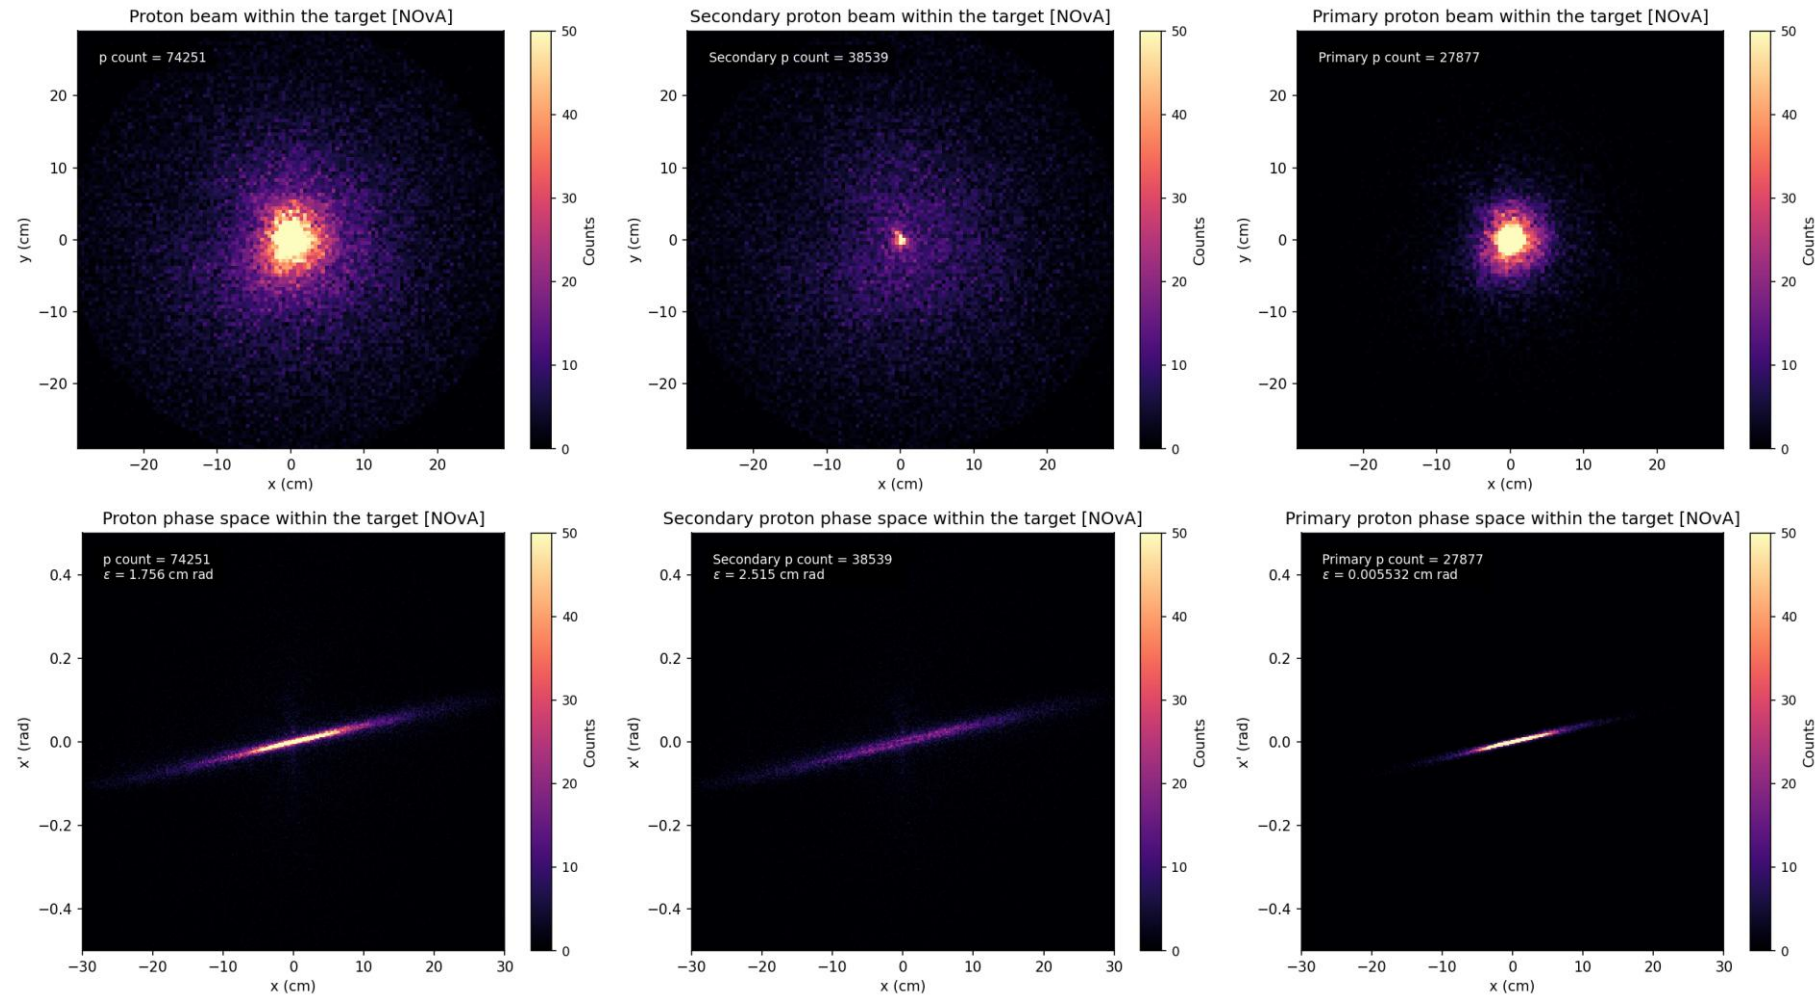 Proton beam within the target [NOvA]
p count = 74251
20
10
0
−10
−20
y (cm)
−20 −10 0 10 20
x (cm)
50
40
30
20
10
0
Counts
Secondary proton beam within the target [NOvA]
Secondary p count = 38539
20
10
0
−10
−20
y (cm)
−20 −10 0 10 20
x (cm)
50
40
30
20
10
0
Counts
Primary proton beam within the target [NOvA]
Primary p count = 27877
20
10
0
−10
−20
y (cm)
−20 −10 0 10 20
x (cm)
50
40
30
20
10
0
Counts
Proton phase space within the target [NOvA]
p count = 74251
ε = 1.756 cm rad
0.4
0.2
0.0
−0.2
−0.4
x' (rad)
−30 −20 −10 0 10 20 30
x (cm)
50
40
30
20
10
0
Counts
Secondary proton phase space within the target [NOvA]
Secondary p count = 38539
ε = 2.515 cm rad
0.4
0.2
0.0
−0.2
−0.4
x' (rad)
−30 −20 −10 0 10 20 30
x (cm)
50
40
30
20
10
0
Counts
Primary proton phase space within the target [NOvA]
Primary p count = 27877
ε = 0.005532 cm rad
0.4
0.2
0.0
−0.2
−0.4
x' (rad)
−30 −20 −10 0 10 20 30
x (cm)
50
40
30
20
10
0
Counts